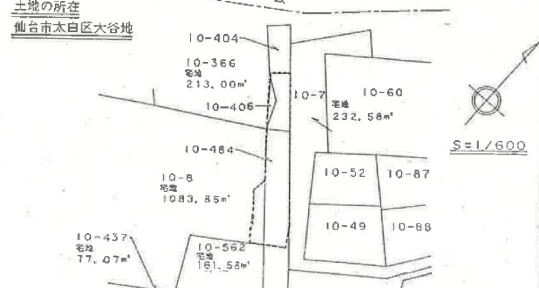 土地の所在
仙台市太白区大谷地
10-404
10-366
宅地
213.00㎡
10-406
10-7
10-60
宅地
232.58㎡
S=1/600
10-484
10-8
宅地
1083.85㎡
10-52
10-87
10-49
10-88
10-437
宅地
77.07㎡
10-562
宅地
161.53㎡